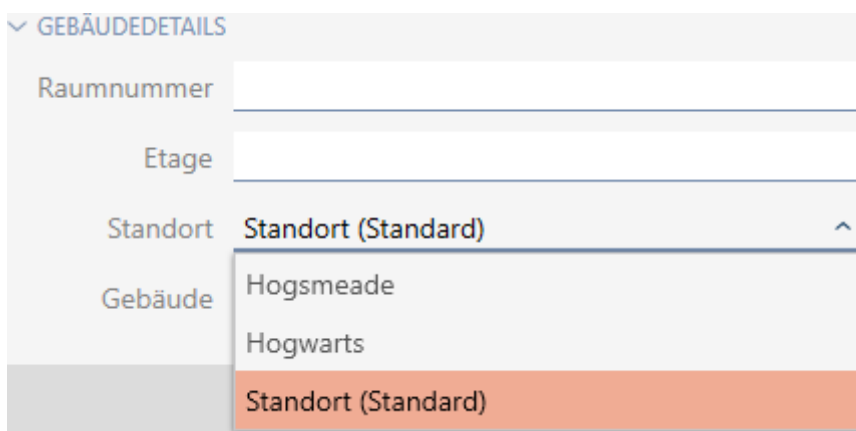 GEBÄUDEDETAILS
Raumnummer
Etage
Standort Standort (Standard)
Gebäude
Hogsmeade
Hogwarts
Standort (Standard)